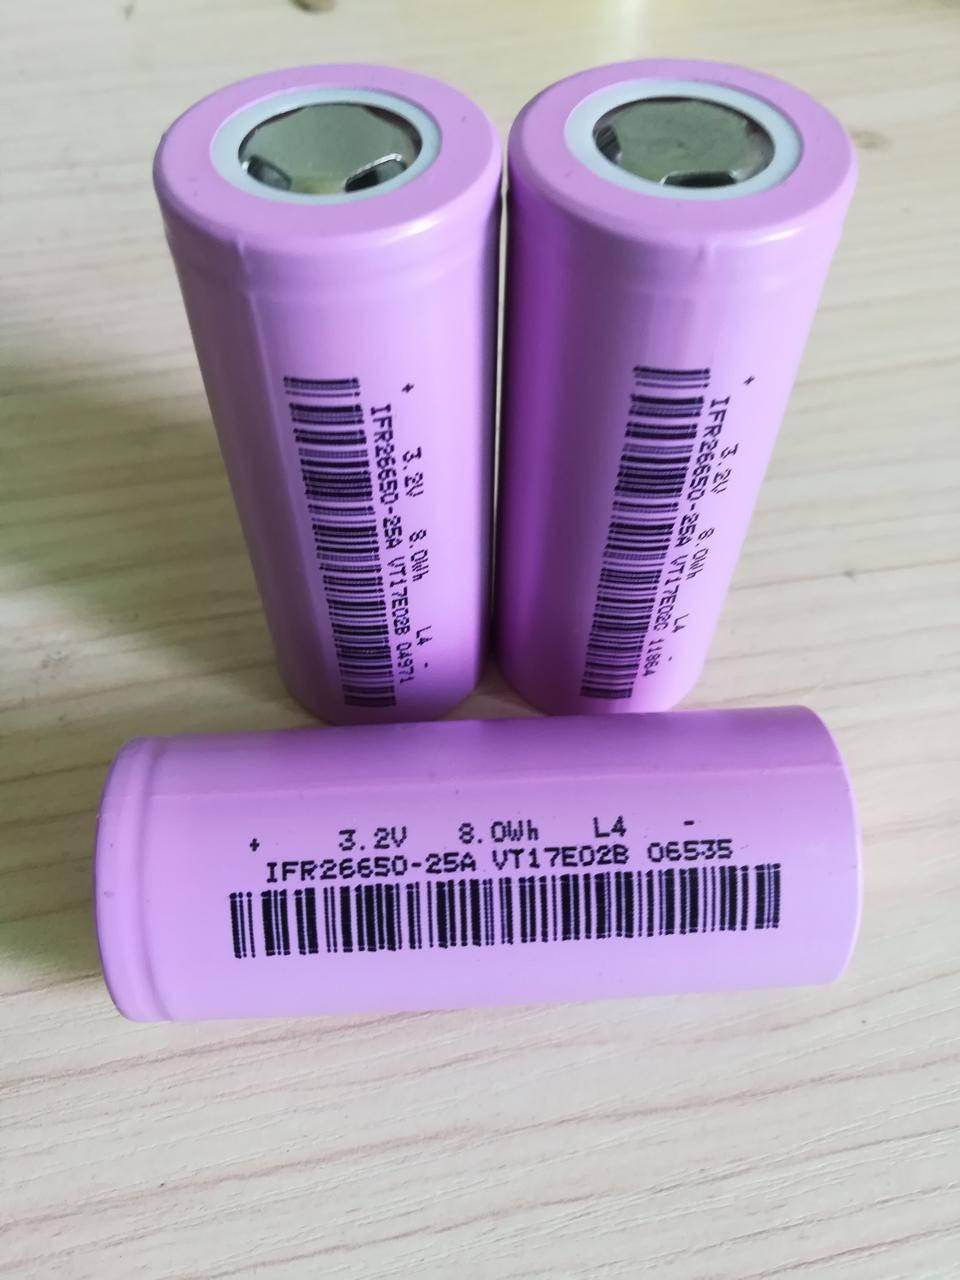 + 3.2V 8.0Wh L4 -
IFR26650-25A VT17E02B 04971
+ 3.2V 8.0Wh L4 -
IFR26650-25A VT17E02C 11864
+ 3.2V 8.0Wh L4 -
IFR26650-25A VT17E02B 06535